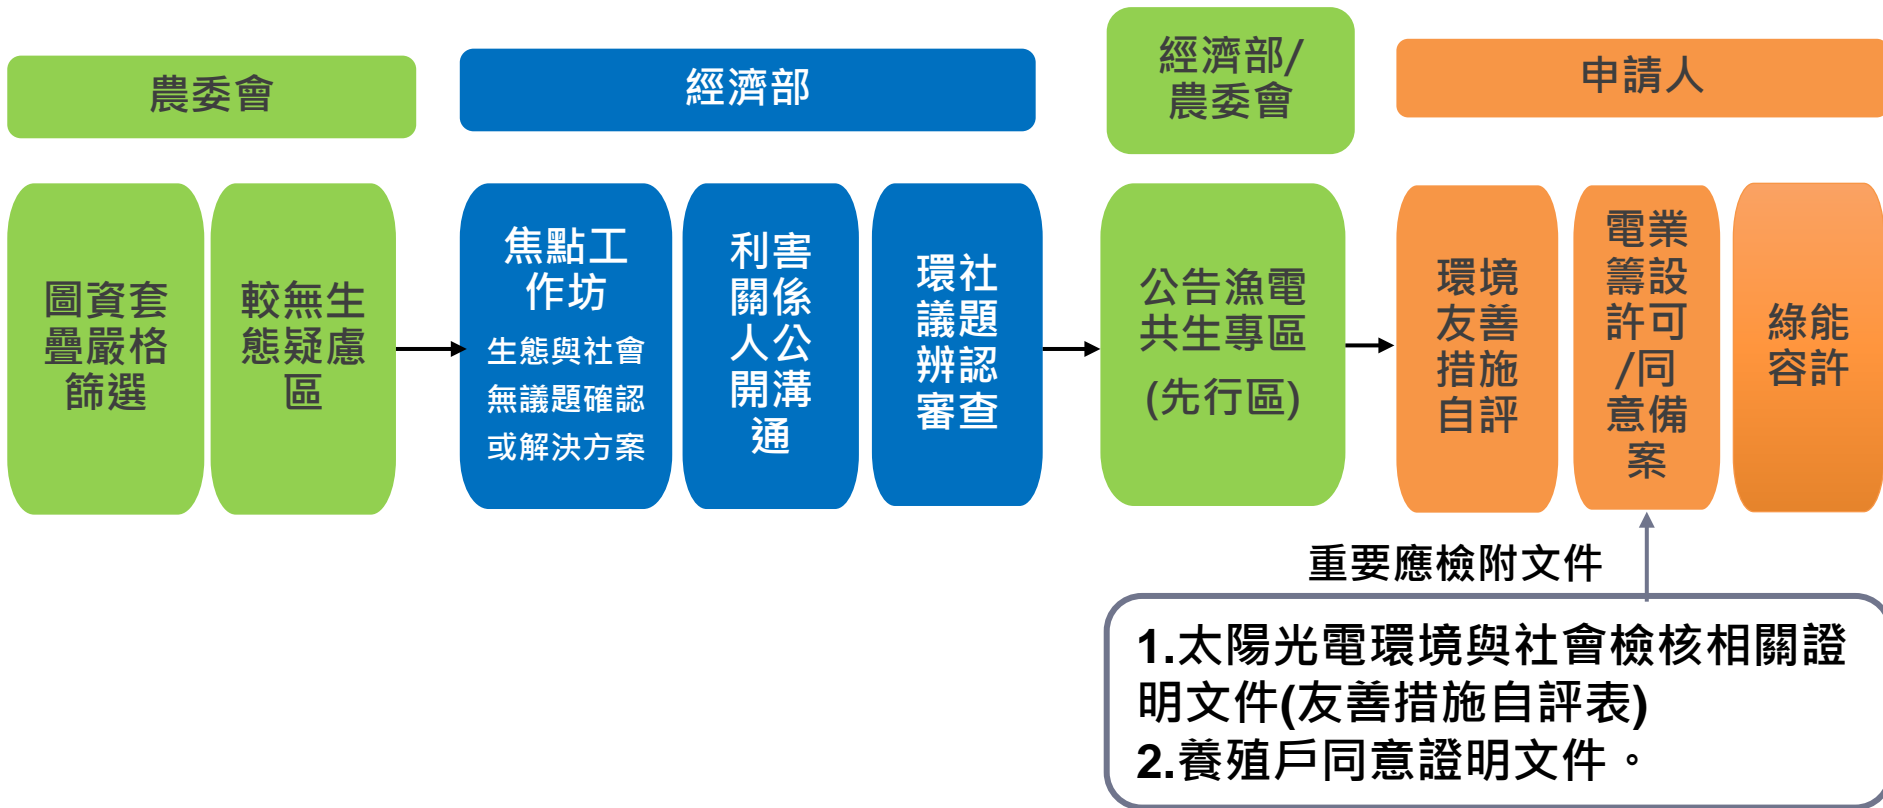 農委會
經濟部
經濟部/
農委會
申請人
圖資套
疊嚴格
篩選
較無生
態疑慮
區
焦點工
作坊
生態與社會
無議題確認
或解決方案
利害
關係
人公
開溝
通
環社
議題
辨認
審查
公告漁電
共生專區
(先行區)
環境
友善
措施
自評
電業
籌設
許可
/同
意備
案
綠能
容許
重要應檢附文件
1.太陽光電環境與社會檢核相關證
明文件(友善措施自評表)
2.養殖戶同意證明文件。